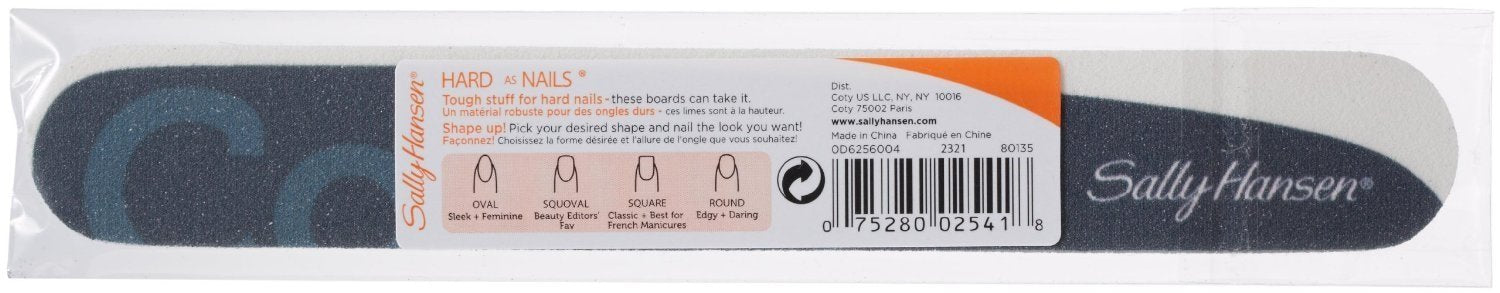 Co
Sally Hansen®
HARD AS NAILS®
Tough stuff for hard nails - these boards can take it.
Un matérial robuste pour des ongles durs - ces limes sont à la hauteur.
Shape up! Pick your desired shape and nail the look you want!
Façonnez! Choisissez la forme désirée et l'allure de l'ongle que vous souhaitez!
OVAL
Sleek + Feminine
SQUOVAL
Beauty Editors'
Fav
SQUARE
Classic + Best for
French Manicures
ROUND
Edgy + Daring
Dist.
Coty US LLC, NY, NY 10016
Coty 75002 Paris
www.sallyhansen.com
Made in China Fabriqué en Chine
0D6256004 2321 80135
0 75280 02541 8
Sally Hansen®